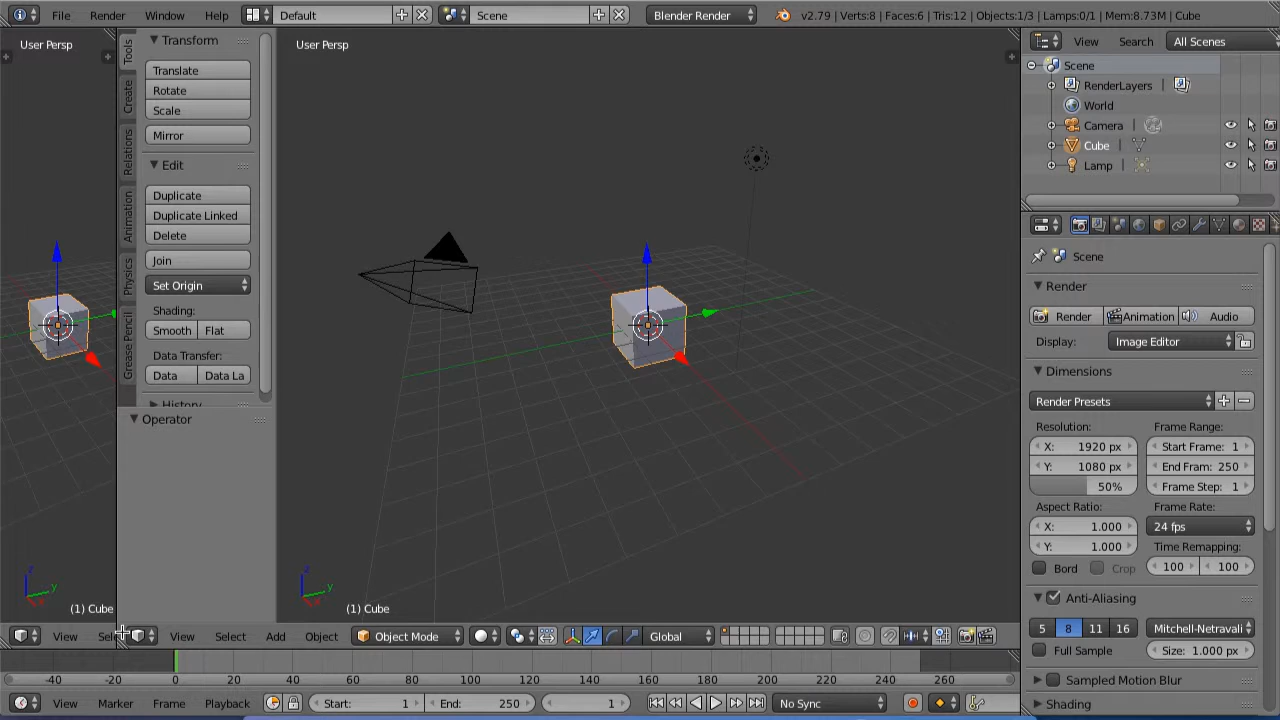 File Render Window Help Default Scene Blender Render v2.79 | Verts:8 | Faces:6 | Tris:12 | Objects:1/3 | Lamps:0/1 | Mem:8.73M | Cube
User Persp
(1) Cube
View
Tools
Create
Relations
Animation
Physics
Grease Pencil
Transform
Translate
Rotate
Scale
Mirror
Edit
Duplicate
Duplicate Linked
Delete
Join
Set Origin
Shading:
Smooth Flat
Data Transfer:
Data Data La
History
Operator
User Persp
(1) Cube
View Select Add Object Object Mode Global
-40 -20 0 20 40 60 80 100 120 140 160 180 200 220 240 260
View Marker Frame Playback Start: 1 End: 250 1 No Sync
View Search All Scenes
Scene
RenderLayers |
World
Camera |
Cube |
Lamp |
Scene
Render
Render Animation Audio
Display: Image Editor
Dimensions
Render Presets
Resolution: Frame Range:
X: 1920 px Start Frame: 1
Y: 1080 px End Fram: 250
50% Frame Step: 1
Aspect Ratio: Frame Rate:
X: 1.000 24 fps
Y: 1.000 Time Remapping:
Bord Crop 100 100
Anti-Aliasing
5 8 11 16 Mitchell-Netravali
Full Sample Size: 1.000 px
Sampled Motion Blur
Shading